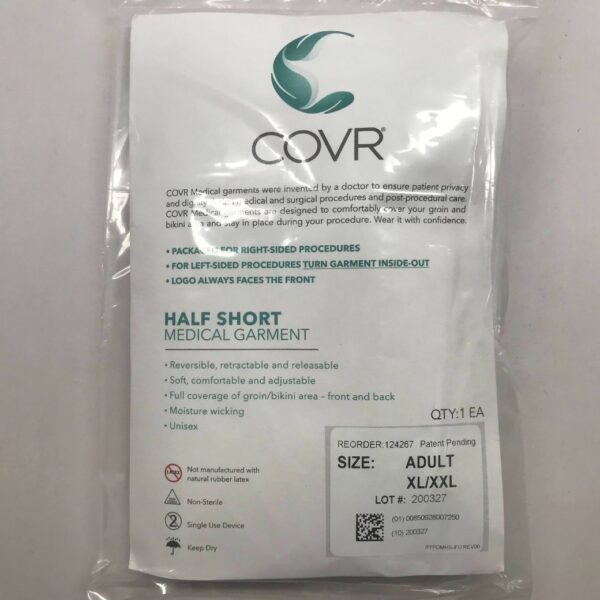 COVR®
COVR Medical garments were invented by a doctor to ensure patient privacy
and dignity medical and surgical procedures and post-procedural care.
COVR Medical garments are designed to comfortably cover your groin and
bikini area and stay in place during your procedure. Wear it with confidence.
• PACKAGED FOR RIGHT-SIDED PROCEDURES
• FOR LEFT-SIDED PROCEDURES TURN GARMENT INSIDE-OUT
• LOGO ALWAYS FACES THE FRONT
HALF SHORT
MEDICAL GARMENT
• Reversible, retractable and releasable
• Soft, comfortable and adjustable
• Full coverage of groin/bikini area – front and back
• Moisture wicking
• Unisex
QTY:1 EA
REORDER:124267 Patent Pending
SIZE: ADULT
XL/XXL
LOT #: 200327
(01) 00850928007250
(10) 200327
LATEX
Not manufactured with
natural rubber latex
Non-Sterile
2
Single Use Device
Keep Dry